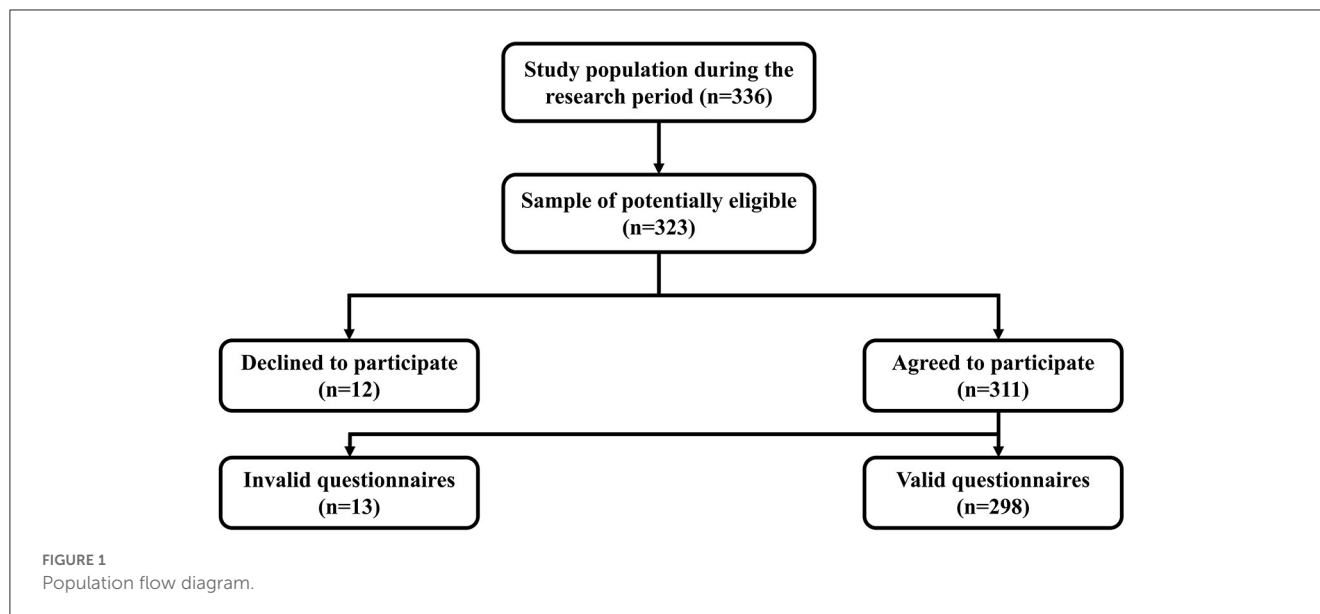 Study population during the
research period (n=336)
Sample of potentially eligible
(n=323)
Declined to participate
(n=12)
Agreed to participate
(n=311)
Invalid questionnaires
(n=13)
Valid questionnaires
(n=298)
FIGURE 1
Population flow diagram.